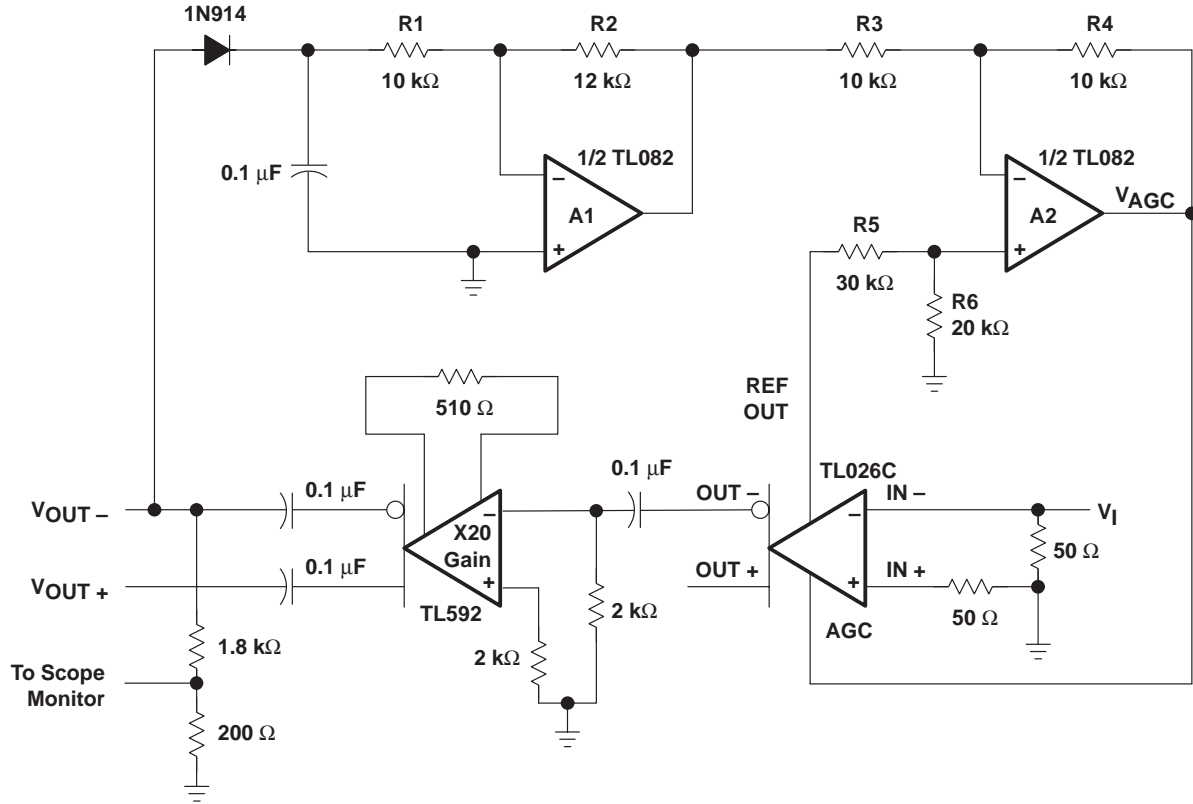 1N914
R1
10 kΩ
R2
12 kΩ
R3
10 kΩ
R4
10 kΩ
0.1 μF
1/2 TL082
−
A1
+
1/2 TL082
−
A2
+
VAGC
R5
30 kΩ
R6
20 kΩ
510 Ω
REF
OUT
0.1 μF
TL026C
VOUT −
0.1 μF
−
X20
Gain
+
OUT −
−
IN −
VI
50 Ω
VOUT +
0.1 μF
TL592
OUT +
+
IN +
50 Ω
AGC
1.8 kΩ
2 kΩ
2 kΩ
To Scope
Monitor
200 Ω